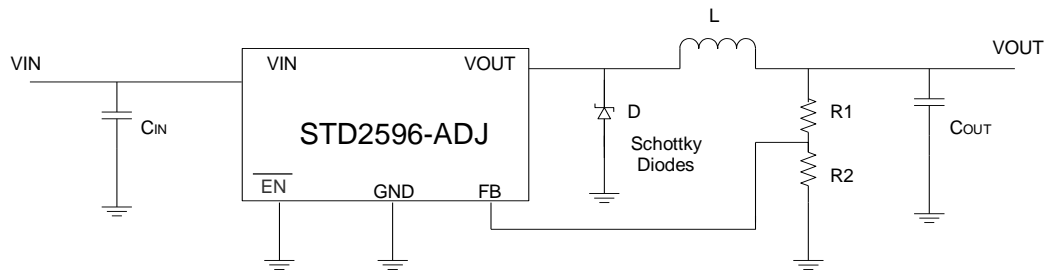 L
VIN
VIN
VOUT
VOUT
CIN
STD2596-ADJ
D
Schottky
Diodes
R1
COUT
R2
EN
GND
FB